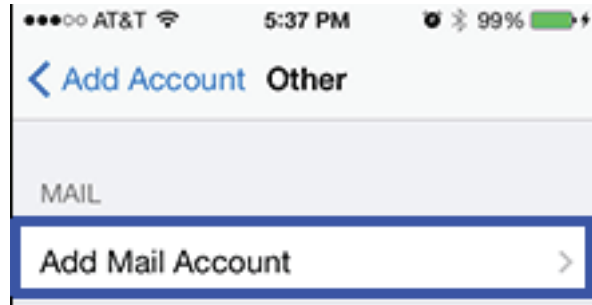 AT&T 5:37 PM 99%
Add Account Other
MAIL
Add Mail Account